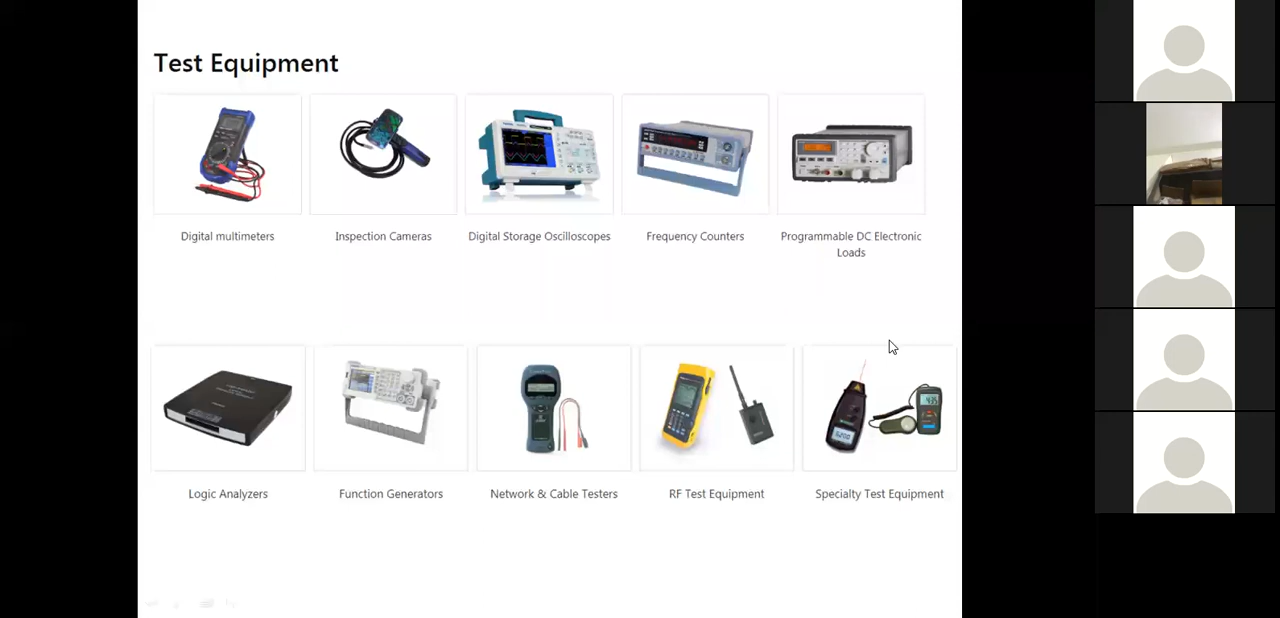 Test Equipment
Digital multimeters
Inspection Cameras
Digital Storage Oscilloscopes
Frequency Counters
Programmable DC Electronic
Loads
Logic Analyzers
Function Generators
Network & Cable Testers
RF Test Equipment
Specialty Test Equipment